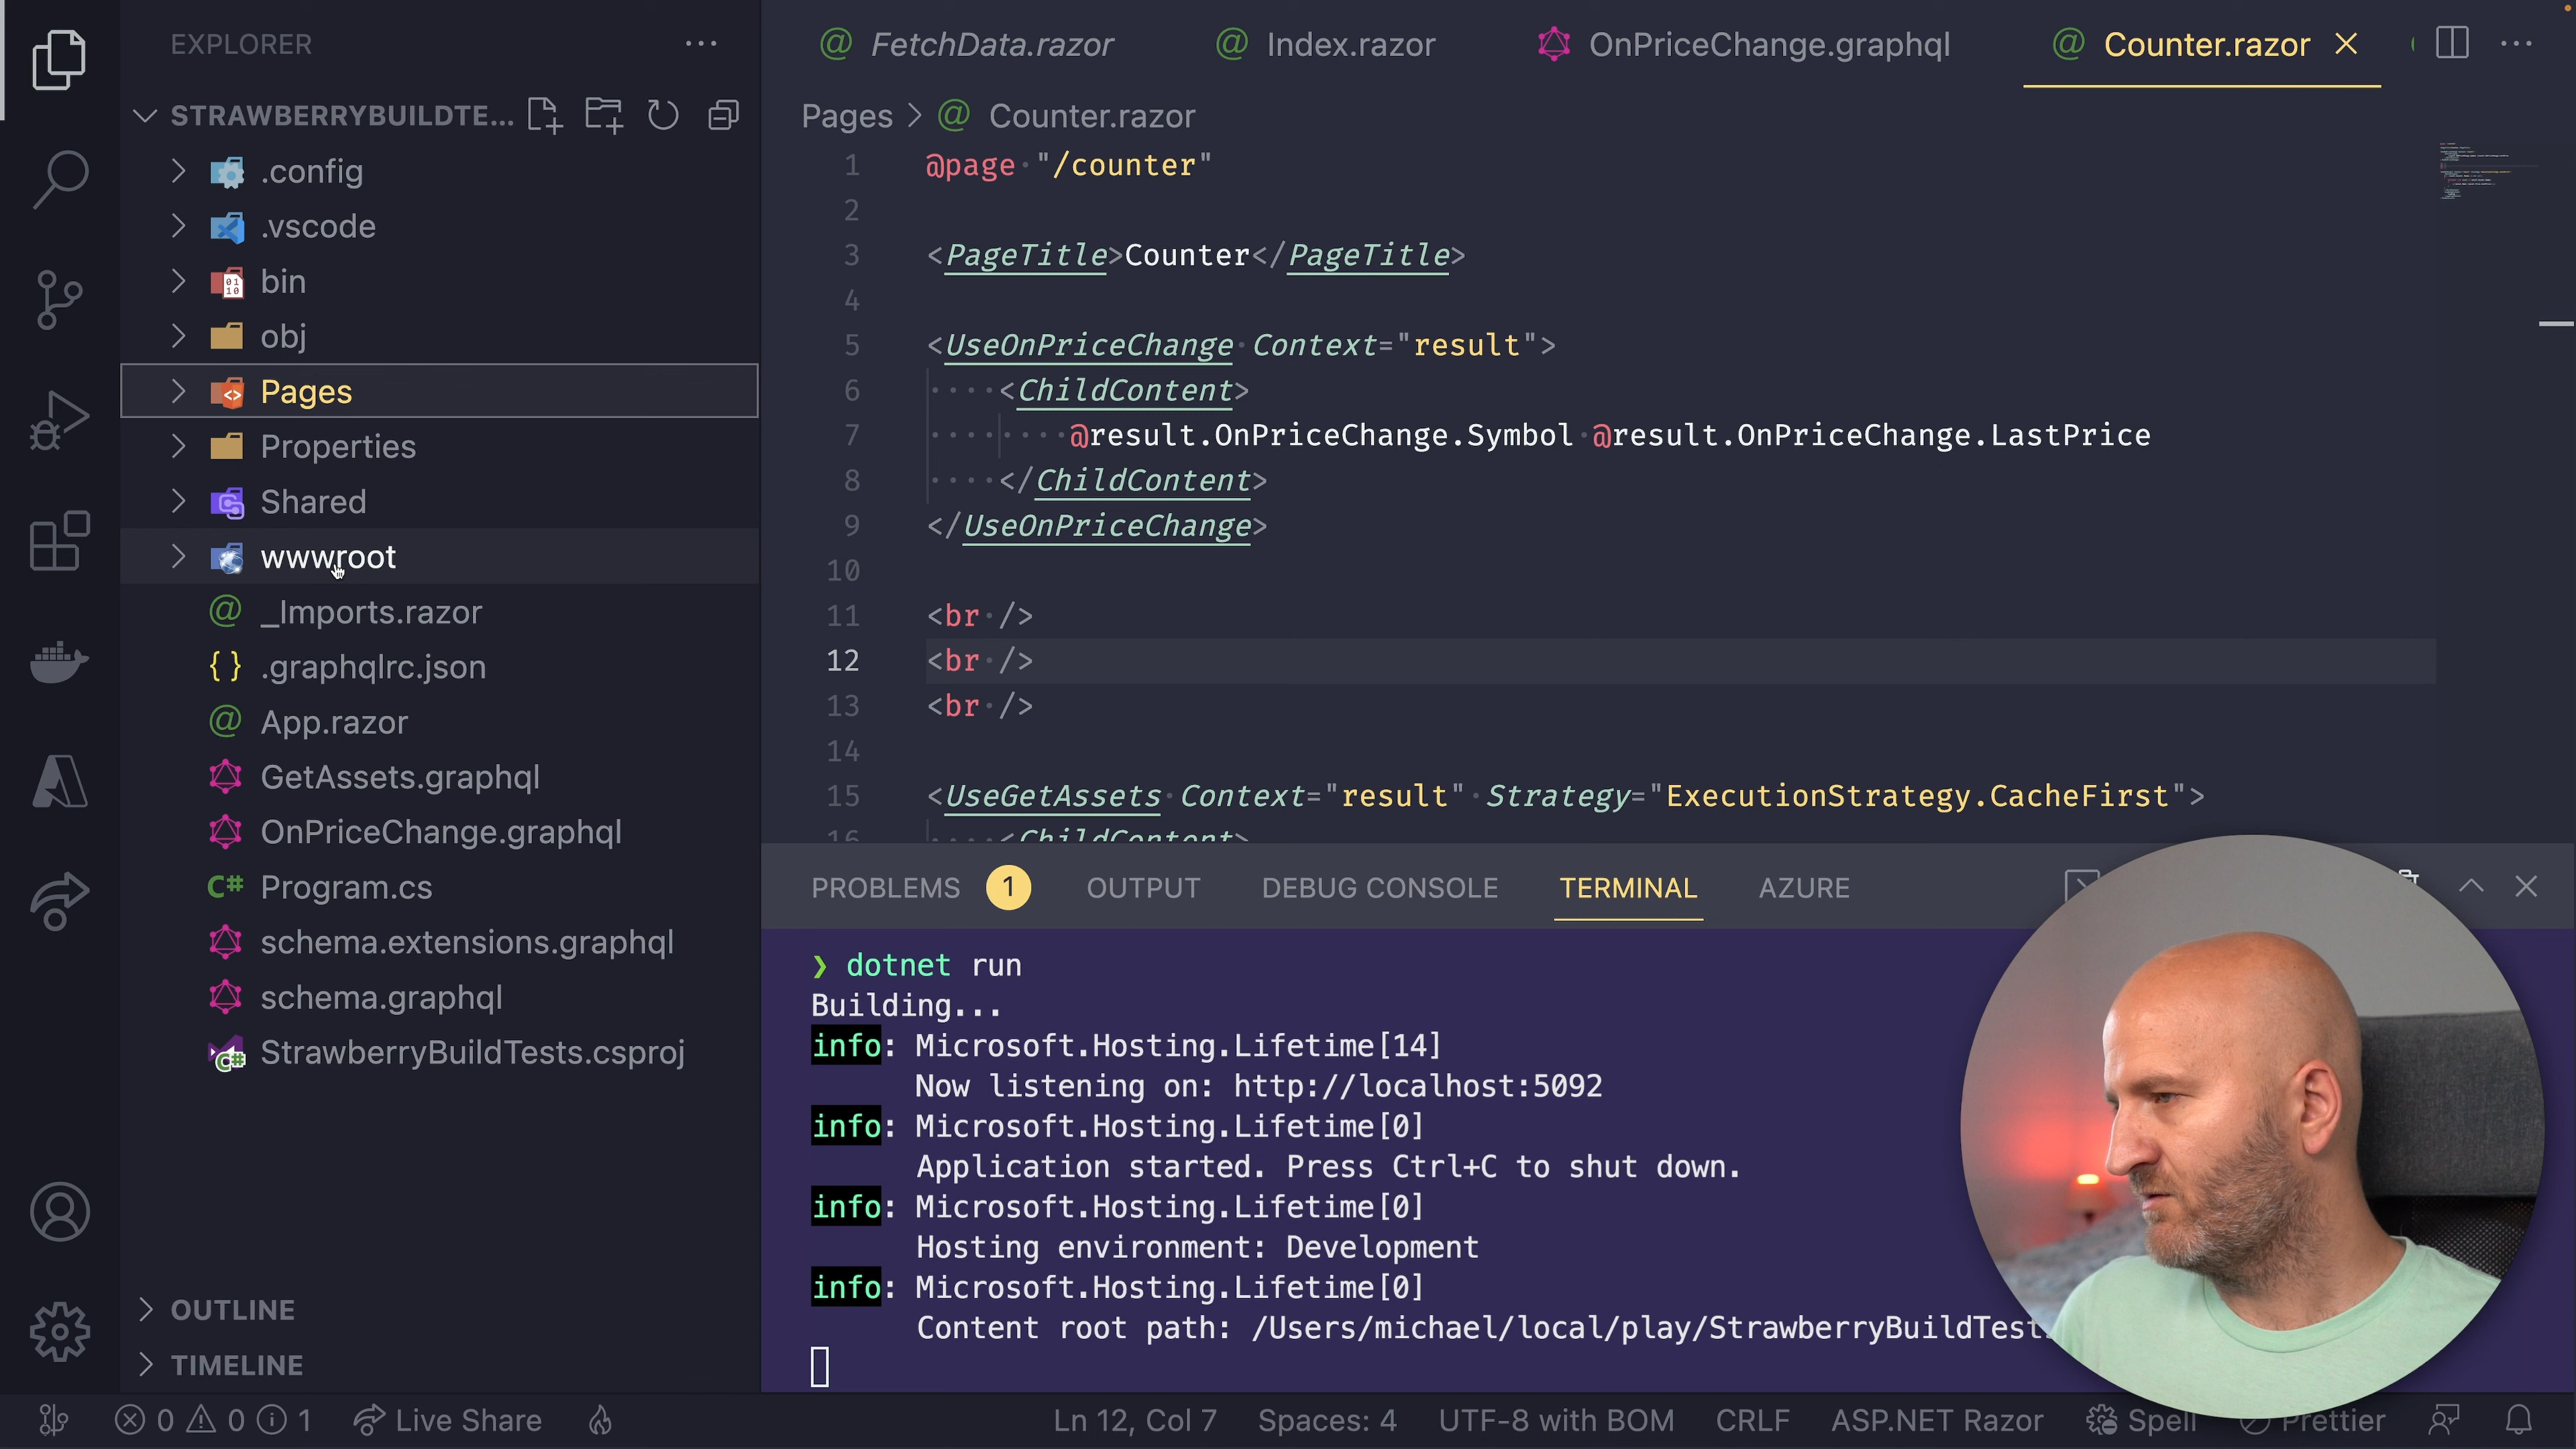 EXPLORER
STRAWBERRYBUILDTE...
.config
.vscode
bin
obj
Pages
Properties
Shared
wwwroot
_Imports.razor
.graphqlrc.json
App.razor
GetAssets.graphql
OnPriceChange.graphql
Program.cs
schema.extensions.graphql
schema.graphql
StrawberryBuildTests.csproj
OUTLINE
TIMELINE
FetchData.razor Index.razor OnPriceChange.graphql Counter.razor
Pages > Counter.razor
1 @page "/counter"
2
3 <PageTitle>Counter</PageTitle>
4
5 <UseOnPriceChange Context="result">
6 <ChildContent>
7 @result.OnPriceChange.Symbol @result.OnPriceChange.LastPrice
8 </ChildContent>
9 </UseOnPriceChange>
10
11 <br />
12 <br />
13 <br />
14
15 <UseGetAssets Context="result" Strategy="ExecutionStrategy.CacheFirst">
16 <ChildContent>
PROBLEMS 1 OUTPUT DEBUG CONSOLE TERMINAL AZURE
❯ dotnet run
Building...
info: Microsoft.Hosting.Lifetime[14]
Now listening on: http://localhost:5092
info: Microsoft.Hosting.Lifetime[0]
Application started. Press Ctrl+C to shut down.
info: Microsoft.Hosting.Lifetime[0]
Hosting environment: Development
info: Microsoft.Hosting.Lifetime[0]
Content root path: /Users/michael/local/play/StrawberryBuildTest
0 0 1 Live Share Ln 12, Col 7 Spaces: 4 UTF-8 with BOM CRLF ASP.NET Razor Spell Prettier